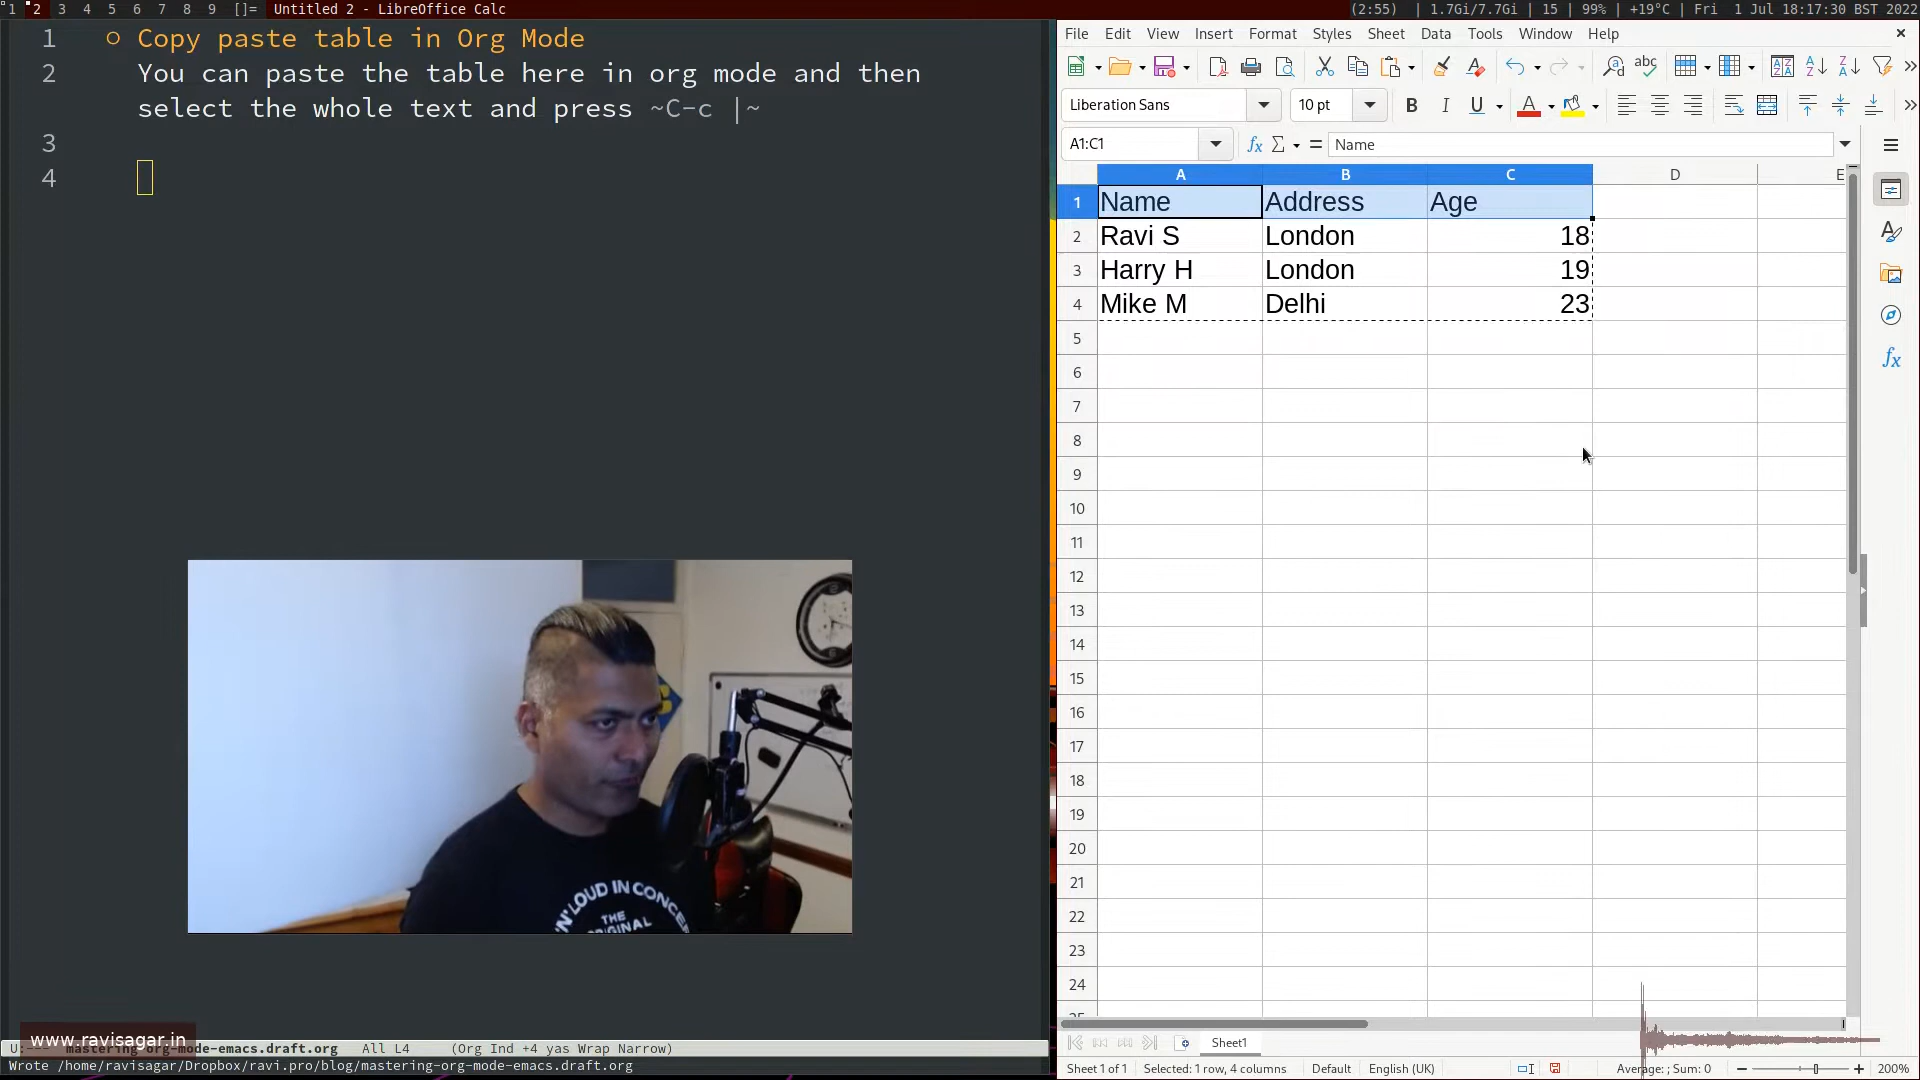 1 2 3 4 5 6 7 8 9 []= Untitled 2 - LibreOffice Calc
(2:55) | 1.7Gi/7.7Gi | 15 | 99% | +19°C | Fri 1 Jul 18:17:30 BST 2022
1 Copy paste table in Org Mode
2 You can paste the table here in org mode and then
select the whole text and press ~C-c |~
3
4
THE
www.ravisagar.in
mastering-org-mode-emacs.draft.org All L4 (Org Ind +4 yas Wrap Narrow)
Wrote /home/ravisagar/Dropbox/ravi.pro/blog/mastering-org-mode-emacs.draft.org
File Edit View Insert Format Styles Sheet Data Tools Window Help
Liberation Sans 10 pt B I U A
A1:C1 fx Σ = Name
A B C D E
1 Name Address Age
2 Ravi S London 18
3 Harry H London 19
4 Mike M Delhi 23
5
6
7
8
9
10
11
12
13
14
15
16
17
18
19
20
21
22
23
24
Sheet1
Sheet 1 of 1 Selected: 1 row, 4 columns Default English (UK) Average: ; Sum: 0 200%